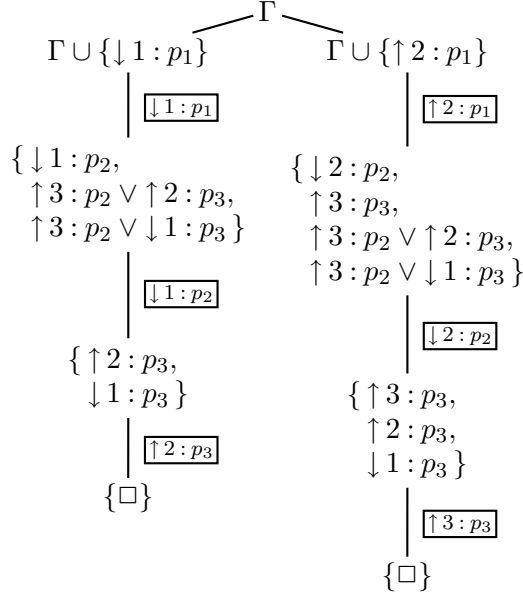 Γ
Γ ∪ {↓ 1 : p₁}
Γ ∪ {↑ 2 : p₁}
↓ 1 : p₁
↑ 2 : p₁
{ ↓ 1 : p₂,
↑ 3 : p₂ ∨ ↑ 2 : p₃,
↑ 3 : p₂ ∨ ↓ 1 : p₃ }
{ ↓ 2 : p₂,
↑ 3 : p₃,
↑ 3 : p₂ ∨ ↑ 2 : p₃,
↑ 3 : p₂ ∨ ↓ 1 : p₃ }
↓ 1 : p₂
↓ 2 : p₂
{ ↑ 2 : p₃,
↓ 1 : p₃ }
{ ↑ 3 : p₃,
↑ 2 : p₃,
↓ 1 : p₃ }
↑ 2 : p₃
{□}
↑ 3 : p₃
{□}